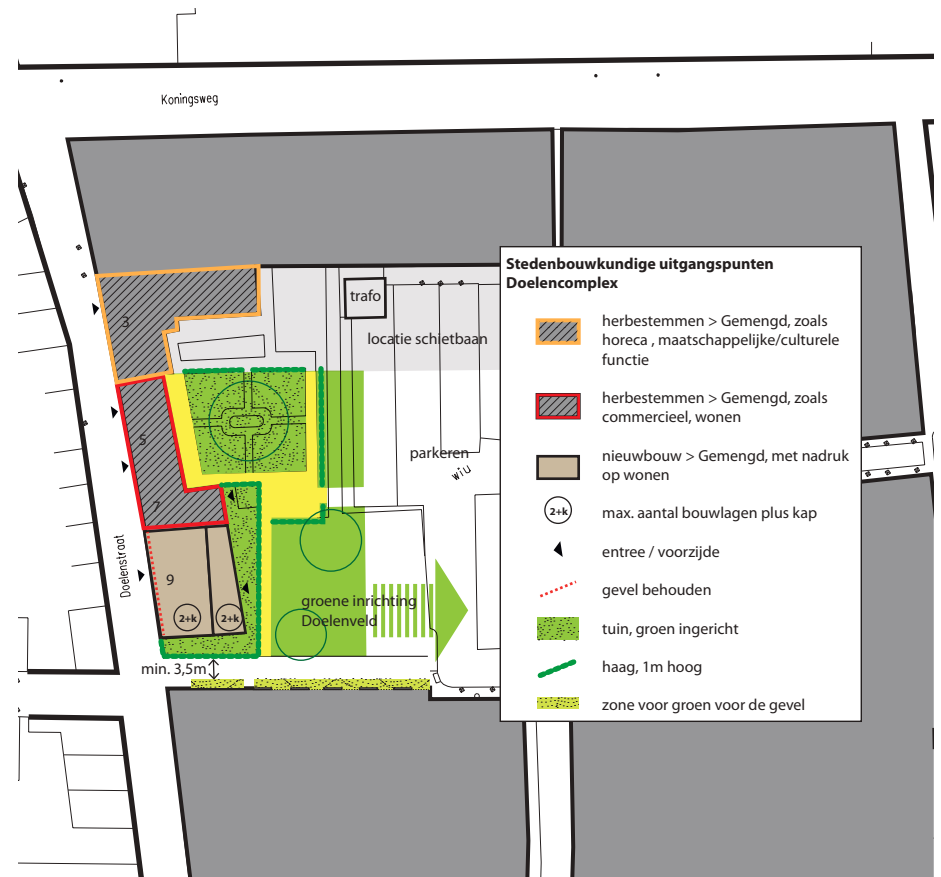 Koningsweg
Stedenbouwkundige uitgangspunten
Doelencomplex
herbestemmen > Gemengd, zoals
horeca , maatschappelijke/culturele
functie
herbestemmen > Gemengd, zoals
commercieel, wonen
nieuwbouw > Gemengd, met nadruk
op wonen
2+k
max. aantal bouwlagen plus kap
entree / voorzijde
gevel behouden
tuin, groen ingericht
haag, 1m hoog
zone voor groen voor de gevel
trafo
3
locatie schietbaan
5
parkeren
7
Doelenstraat
9
2+k
2+k
groene inrichting
Doelenveld
min. 3,5m